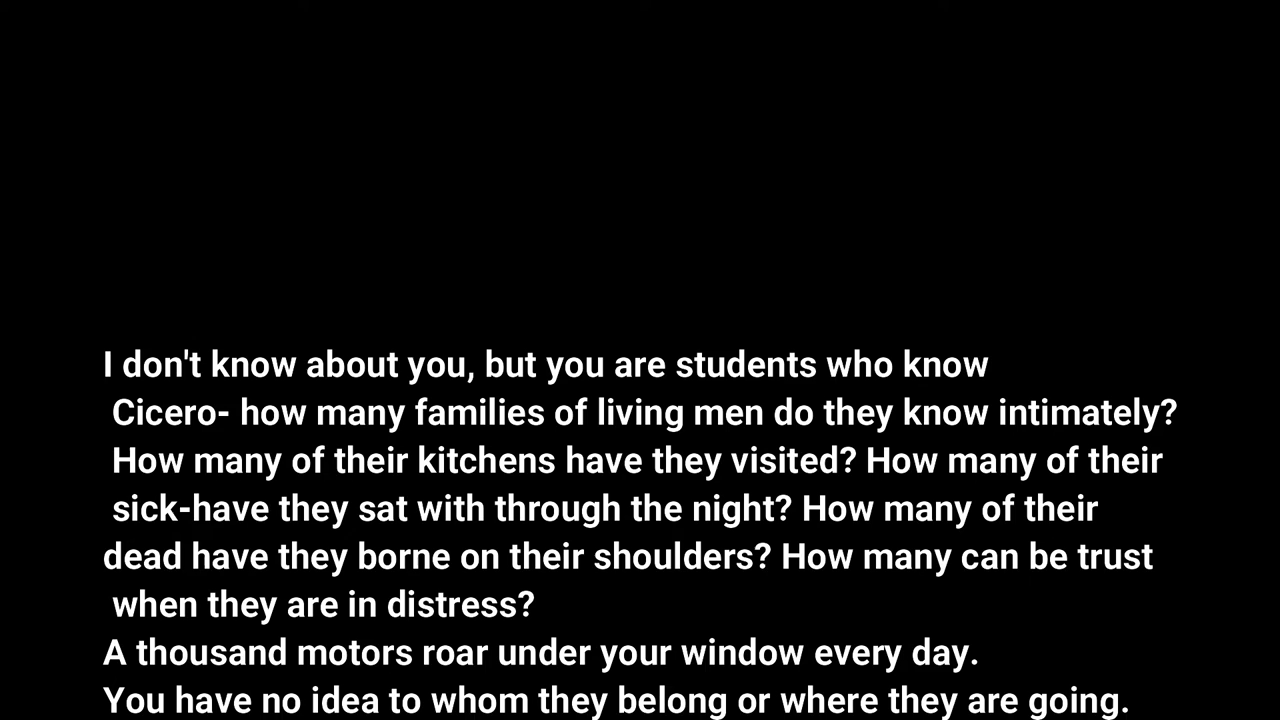 I don't know about you, but you are students who know
Cicero- how many families of living men do they know intimately?
How many of their kitchens have they visited? How many of their
sick-have they sat with through the night? How many of their
dead have they borne on their shoulders? How many can be trust
when they are in distress?
A thousand motors roar under your window every day.
You have no idea to whom they belong or where they are going.